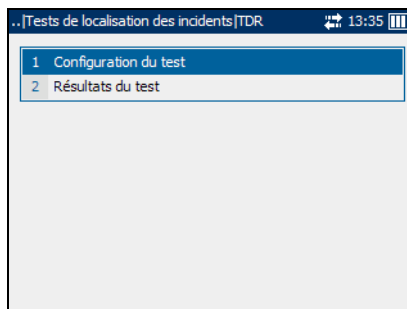 ..|Tests de localisation des incidents|TDR 13:35
1 Configuration du test
2 Résultats du test